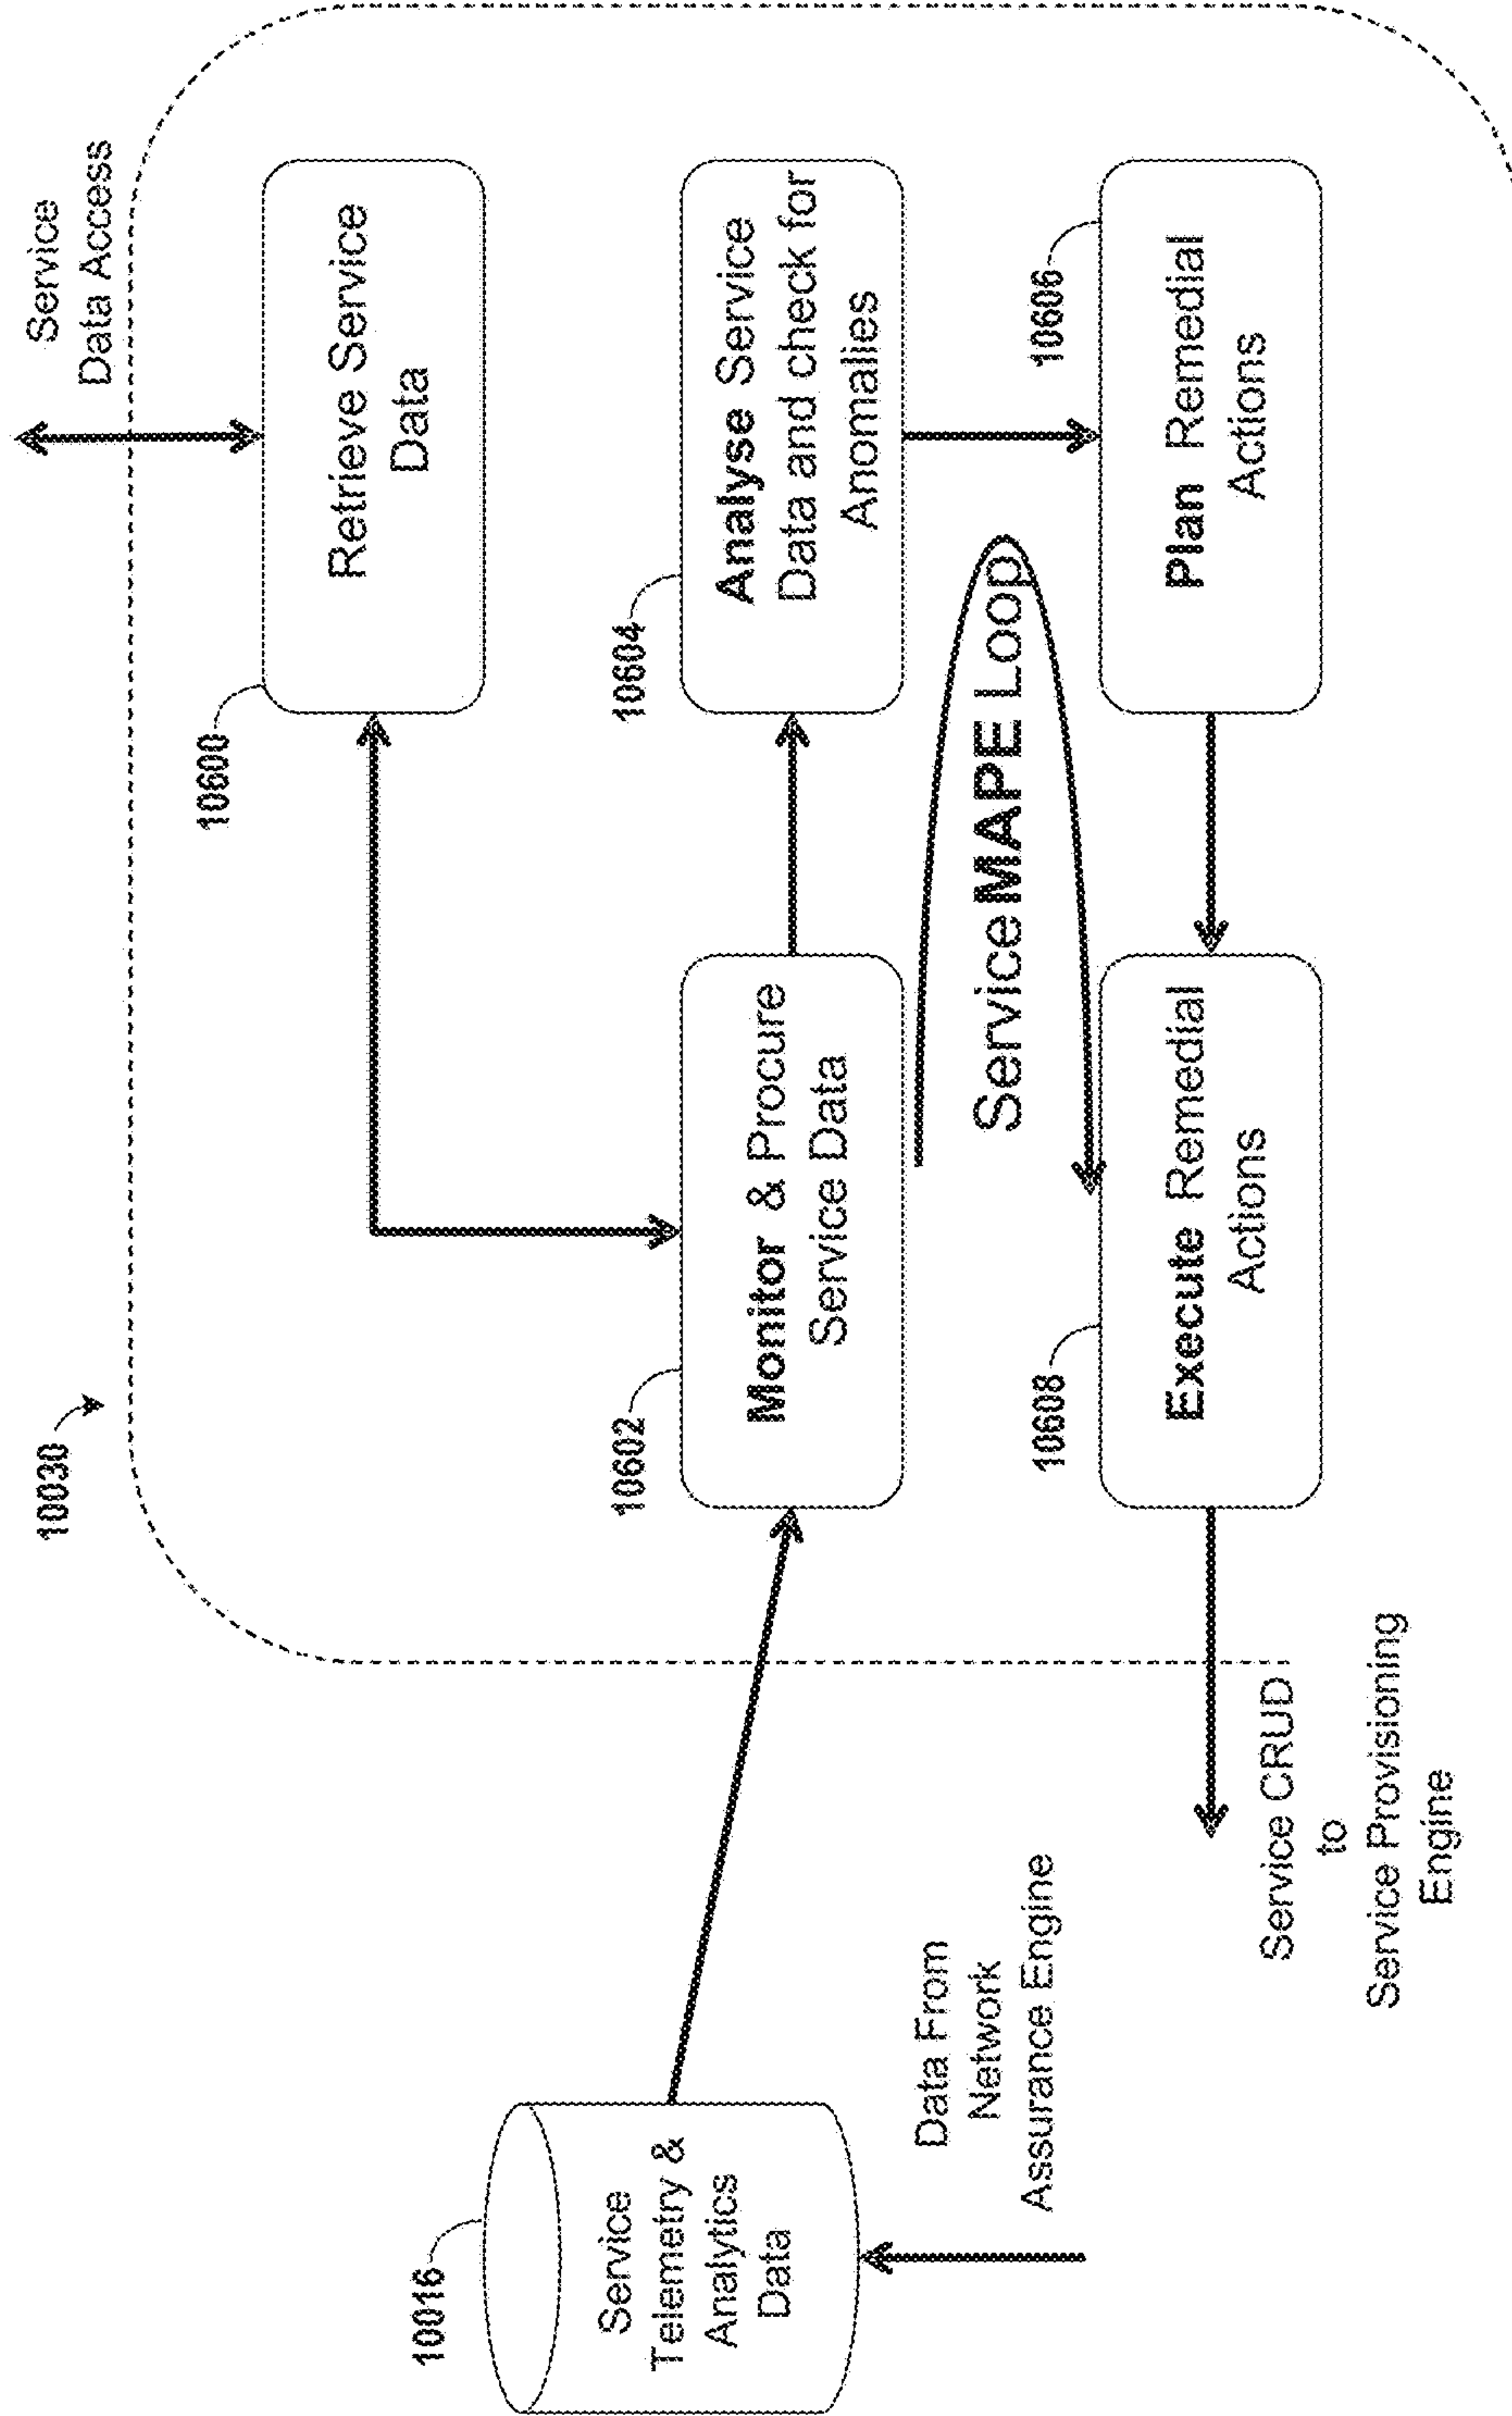 10030
Service
Data Access
10600
Retrieve Service
Data
10016
Service
Telemetry &
Analytics
Data
10602
Monitor & Procure
Service Data
10604
Analyse Service
Data and check for
Anomalies
Service MAPE Loop
Data From
Network
Assurance Engine
10608
Execute Remedial
Actions
10606
Plan Remedial
Actions
Service CRUD
to
Service Provisioning
Engine